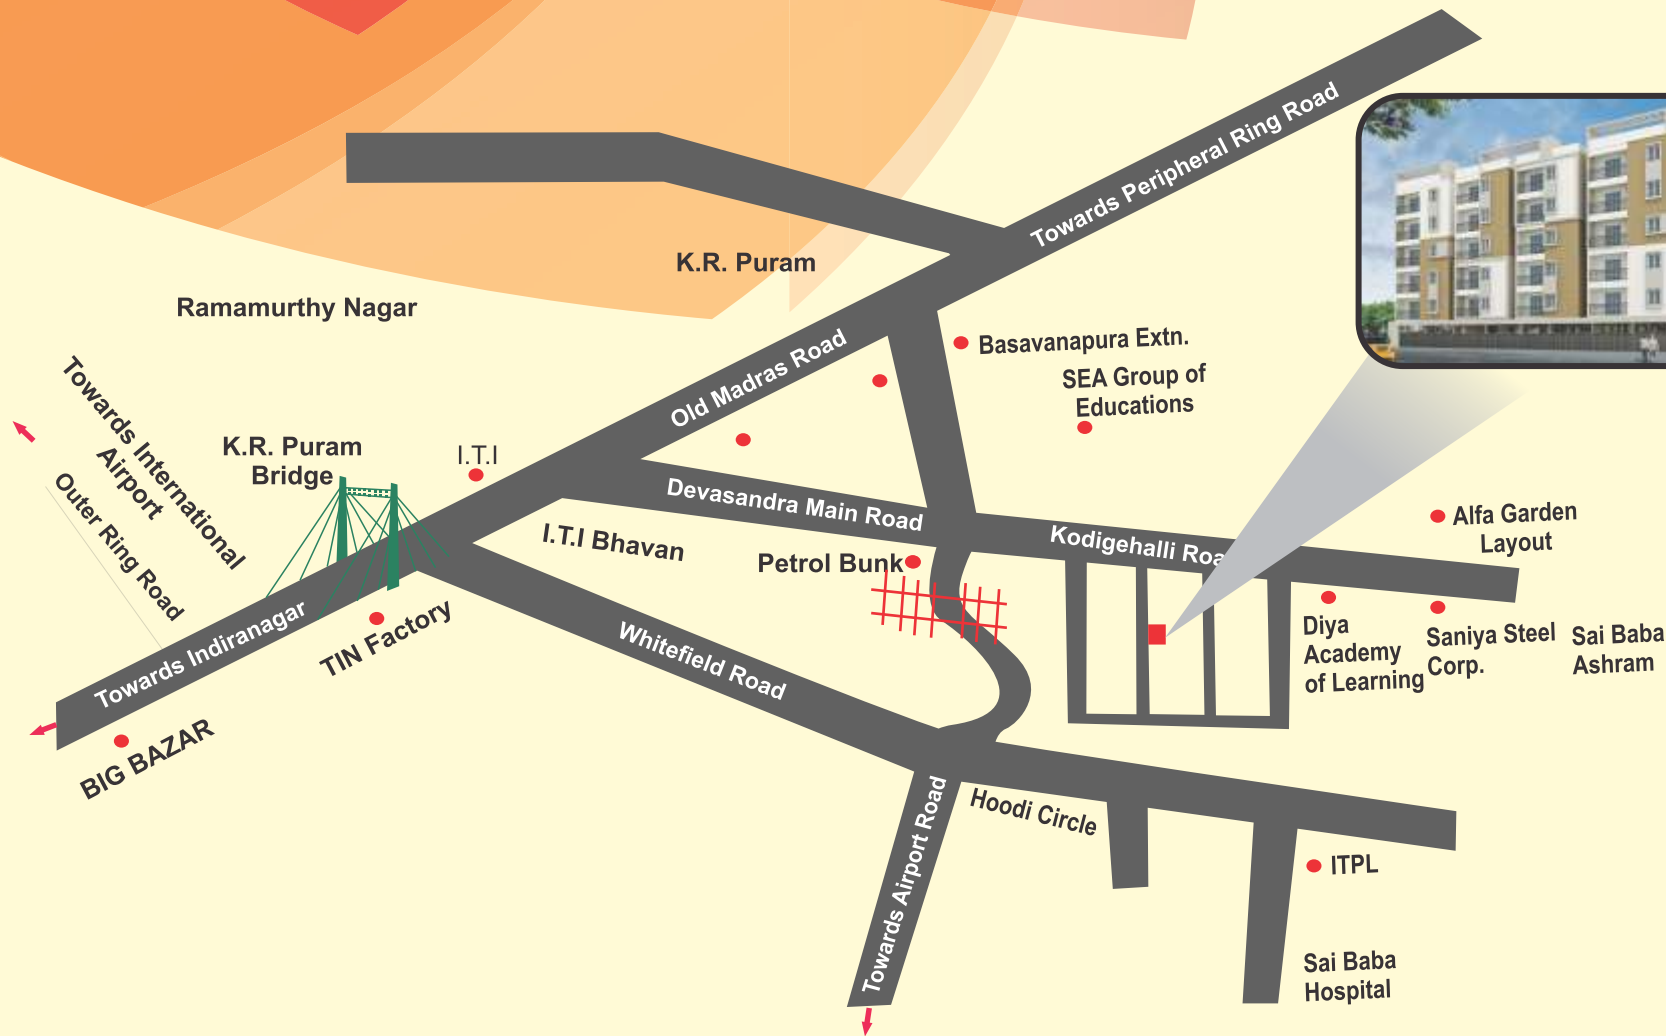 Towards Peripheral Ring Road
K.R. Puram
Ramamurthy Nagar
Basavanapura Extn.
Old Madras Road
SEA Group of
Educations
Towards International
Airport
K.R. Puram
Bridge
I.T.I
Outer Ring Road
Devasandra Main Road
I.T.I Bhavan
Petrol Bunk
Kodigehalli Roa
Alfa Garden
Layout
Towards Indiranagar
TIN Factory
Whitefield Road
Diya
Academy
of Learning
Saniya Steel
Corp.
Sai Baba
Ashram
BIG BAZAR
Towards Airport Road
Hoodi Circle
ITPL
Sai Baba
Hospital